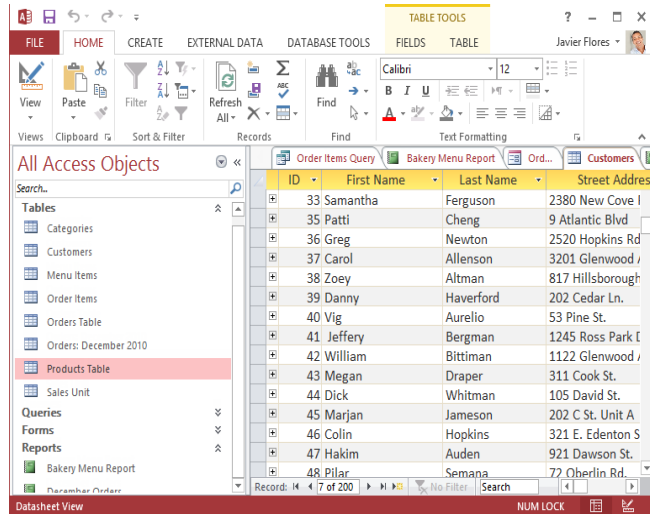 TABLE TOOLS
FILE HOME CREATE EXTERNAL DATA DATABASE TOOLS FIELDS TABLE Javier Flores
View Paste Filter Refresh All Find Calibri 12
B I U
A
Views Clipboard Sort & Filter Records Find Text Formatting
All Access Objects
Search...
Tables
Categories
Customers
Menu Items
Order Items
Orders Table
Orders: December 2010
Products Table
Sales Unit
Queries
Forms
Reports
Bakery Menu Report
December Orders
Order Items Query Bakery Menu Report Ord... Customers
ID First Name Last Name Street Addres
33 Samantha Ferguson 2380 New Cove
35 Patti Cheng 9 Atlantic Blvd
36 Greg Newton 2520 Hopkins Rd
37 Carol Allenson 3201 Glenwood
38 Zoey Altman 817 Hillsborough
39 Danny Haverford 202 Cedar Ln.
40 Vig Aurelio 53 Pine St.
41 Jeffery Bergman 1245 Ross Park
42 William Bittiman 1122 Glenwood
43 Megan Draper 311 Cook St.
44 Dick Whitman 105 David St.
45 Marjan Jameson 202 C St. Unit A
46 Colin Hopkins 321 E. Edenton S
47 Hakim Auden 921 Dawson St.
48 Pilar Semana 72 Oberlin Rd.
Record: 7 of 200 No Filter Search
Datasheet View NUM LOCK